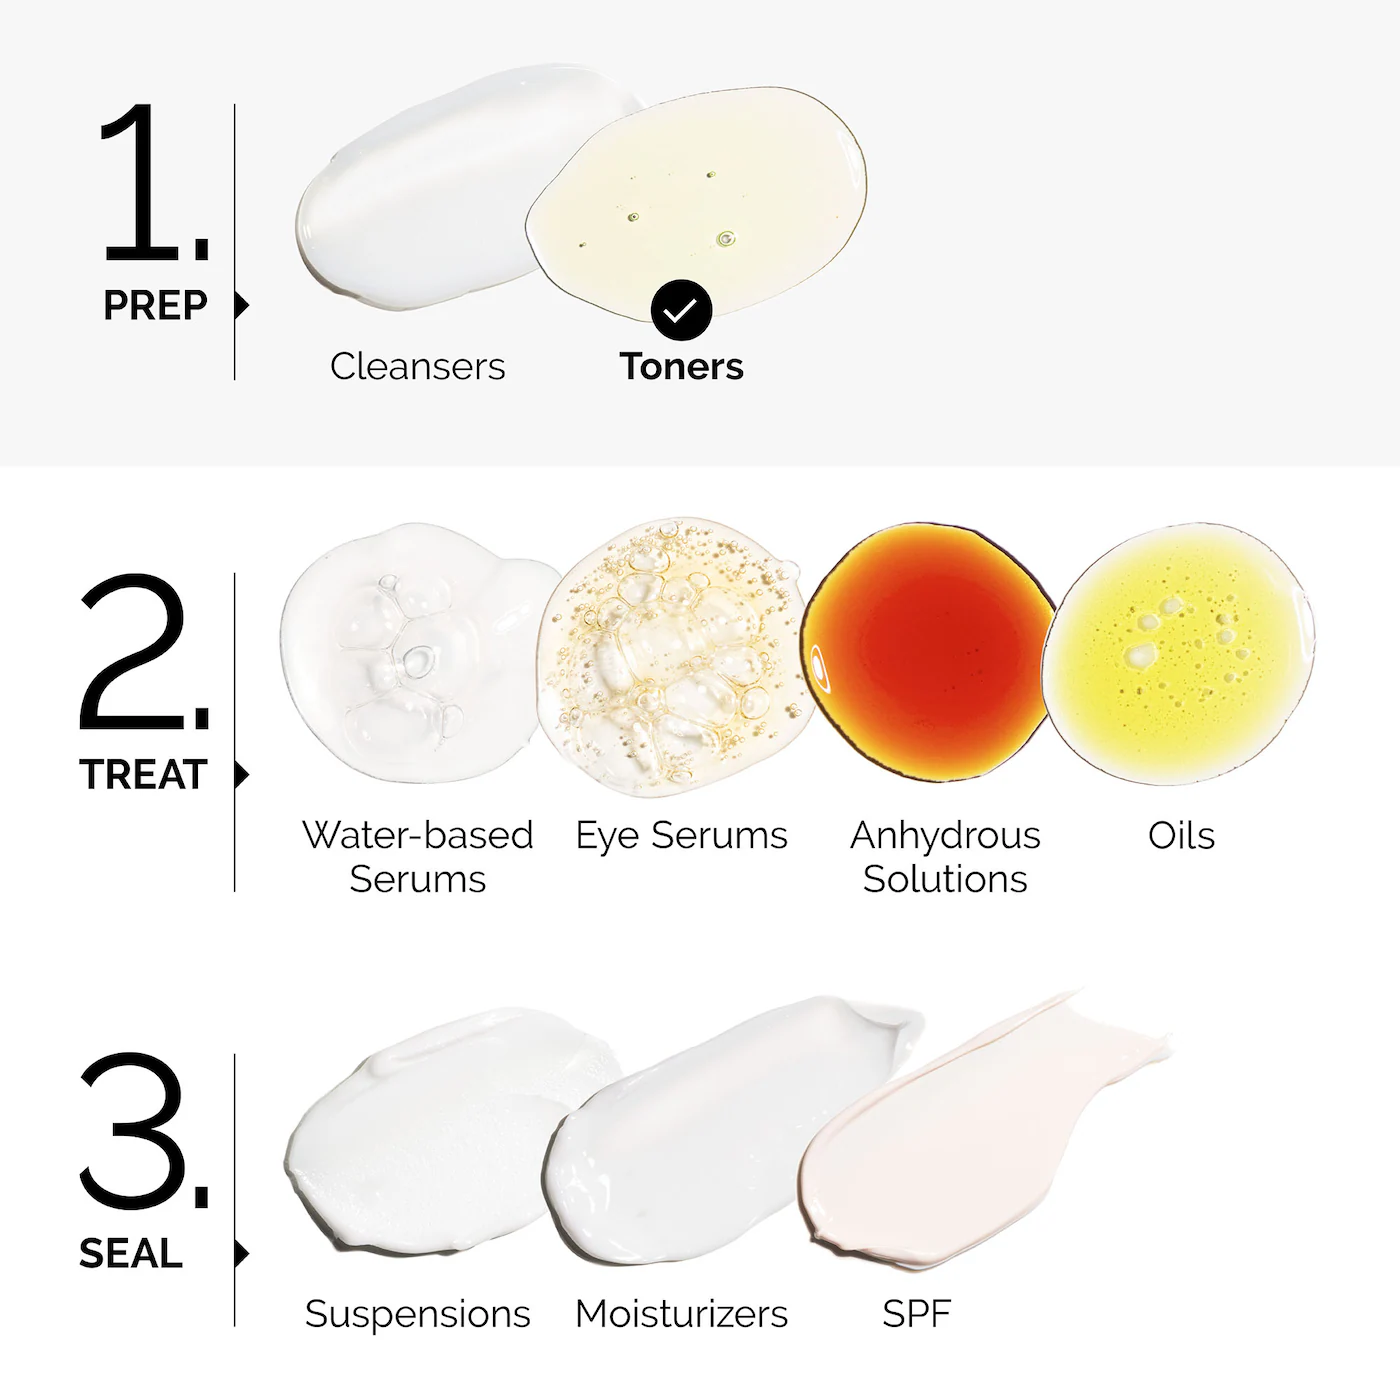 1.
PREP
Cleansers
Toners
2.
TREAT
Water-based
Serums
Eye Serums
Anhydrous
Solutions
Oils
3.
SEAL
Suspensions
Moisturizers
SPF